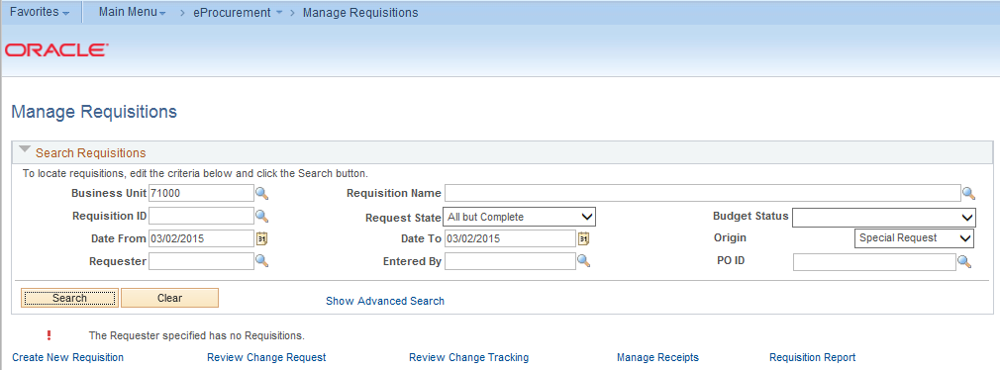 Favorites Main Menu > eProcurement > Manage Requisitions
ORACLE
Manage Requisitions
Search Requisitions
To locate requisitions, edit the criteria below and click the Search button.
Business Unit 71000 Requisition Name
Requisition ID Request State All but Complete Budget Status
Date From 03/02/2015 31 Date To 03/02/2015 31 Origin Special Request
Requester Entered By PO ID
Search Clear Show Advanced Search
! The Requester specified has no Requisitions.
Create New Requisition Review Change Request Review Change Tracking Manage Receipts Requisition Report